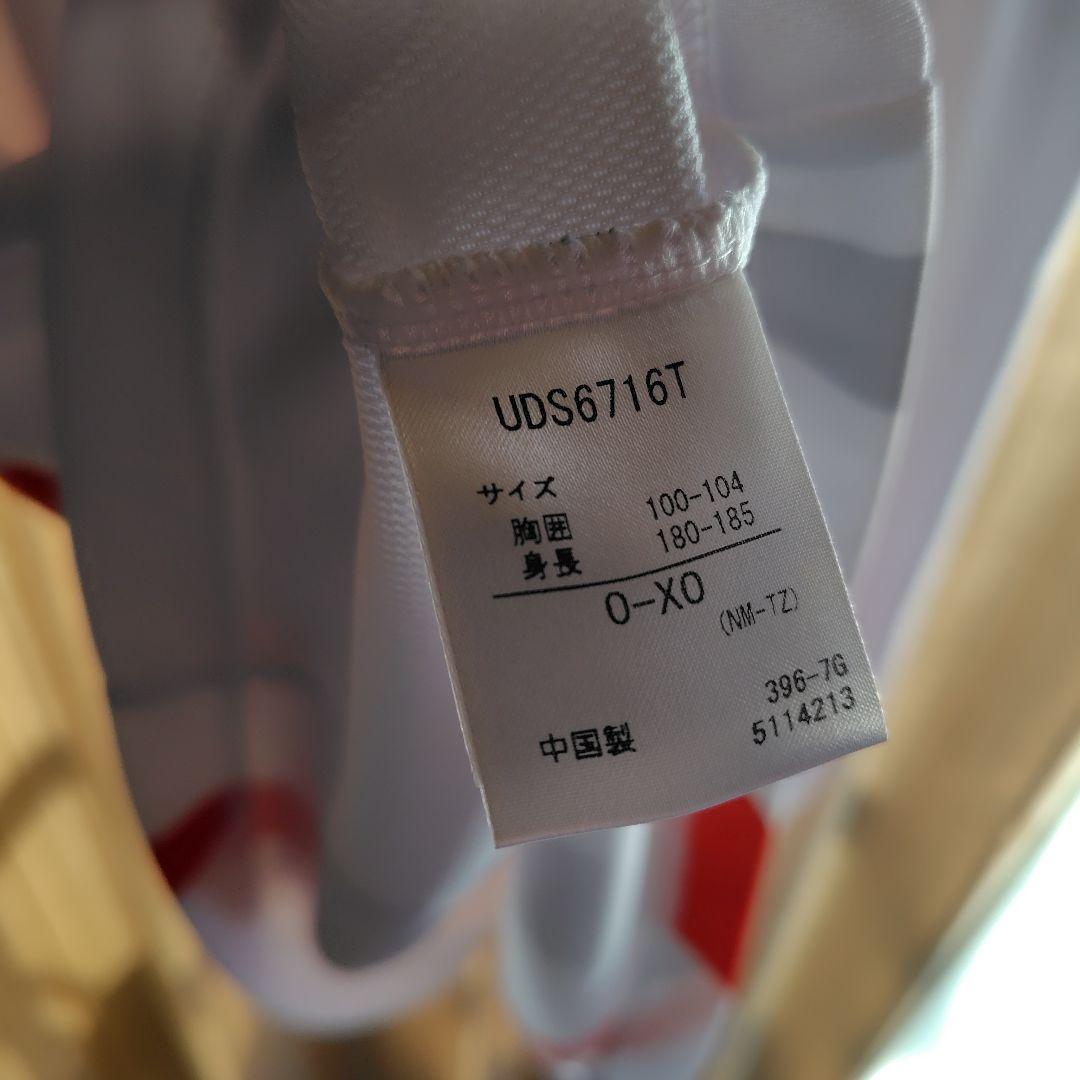 UDS6716T
サイズ
胸囲 100-104
身長 180-185
O-XO
(NM-TZ)
396-7G
中国製 5114213